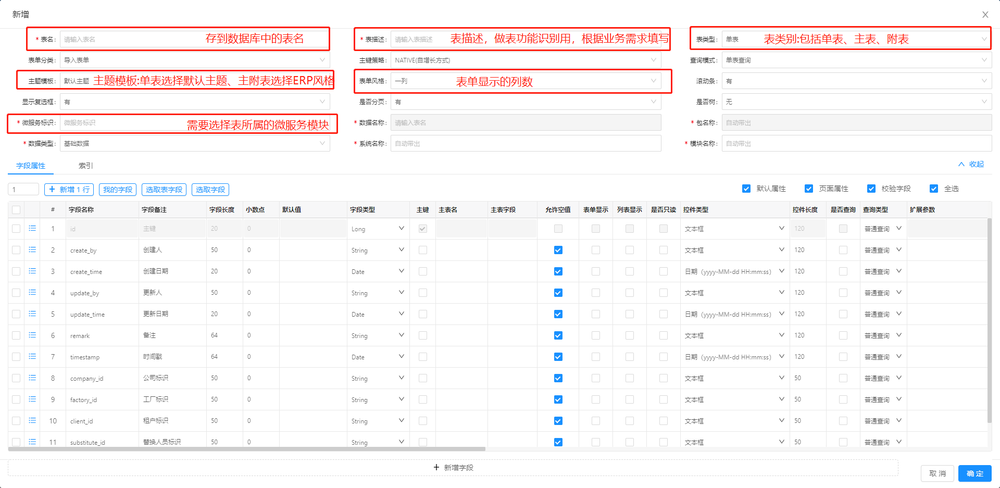 新增
* 表名: 请输入表名 存到数据库中的表名 * 表描述: 请输入表描述 表描述，做表功能识别用，根据业务需求填写 表类型: 单表 表类别:包括单表、主表、附表
表单分类: 导入表单 主键策略: NATIVE(自增长方式) 查询模式: 单表查询
主题模板: 默认主题 主题模板:单表选择默认主题、主附表选择ERP风格 表单风格: 一列 表单显示的列数 滚动条: 有
显示复选框: 有 是否分页: 有 是否树: 无
* 微服务标识: 微服务标识 需要选择表所属的微服务模块 * 数据名称: 请输入表名 * 包名称: 自动带出
* 数据类型: 基础数据 * 系统名称: 自动带出 * 模块名称: 自动带出
字段属性 索引 收起
1 + 新增 1 行 我的字段 选取表字段 选取字段 默认属性 页面属性 校验字段 全选
# 字段名称 字段备注 字段长度 小数点 默认值 字段类型 主键 主表名 主表字段 允许空值 表单显示 列表显示 是否只读 控件类型 控件长度 是否查询 查询类型 扩展参数
1 id 主键 20 0 Long 文本框 120 普通查询
2 create_by 创建人 50 0 String 文本框 120 普通查询
3 create_time 创建日期 20 0 Date 日期（yyyy-MM-dd HH:mm:ss） 120 普通查询
4 update_by 更新人 50 0 String 文本框 120 普通查询
5 update_time 更新日期 20 0 Date 日期（yyyy-MM-dd HH:mm:ss） 120 普通查询
6 remark 备注 64 0 String 文本框 120 普通查询
7 timestamp 时间戳 64 0 Date 日期（yyyy-MM-dd HH:mm:ss） 120 普通查询
8 company_id 公司标识 50 0 String 文本框 50 普通查询
9 factory_id 工厂标识 50 0 String 文本框 50 普通查询
10 client_id 租户标识 50 0 String 文本框 50 普通查询
11 substitute_id 替换人员标识 50 0 String 文本框 50 普通查询
+ 新增字段
取 消 确 定